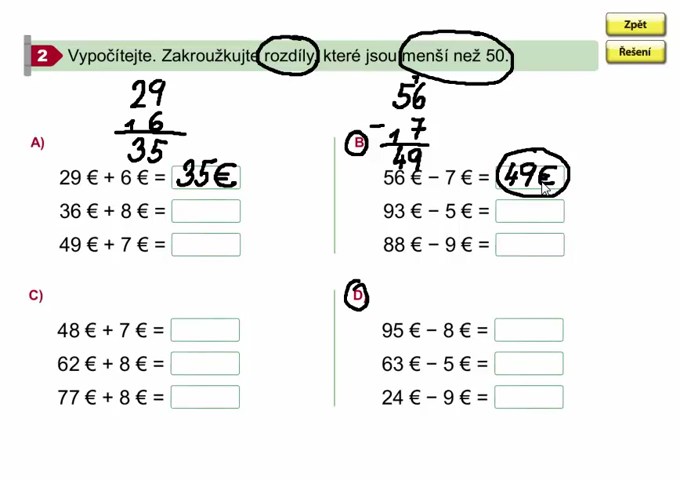 Zpět
Řešení
2 Vypočítejte. Zakroužkujte rozdíly, které jsou menší než 50.
29
1 6
35
56
- 1 7
49
A)
29 € + 6 € = 35 €
36 € + 8 € =
49 € + 7 € =
B)
56 € − 7 € = 49 €
93 € − 5 € =
88 € − 9 € =
C)
48 € + 7 € =
62 € + 8 € =
77 € + 8 € =
D)
95 € − 8 € =
63 € − 5 € =
24 € − 9 € =